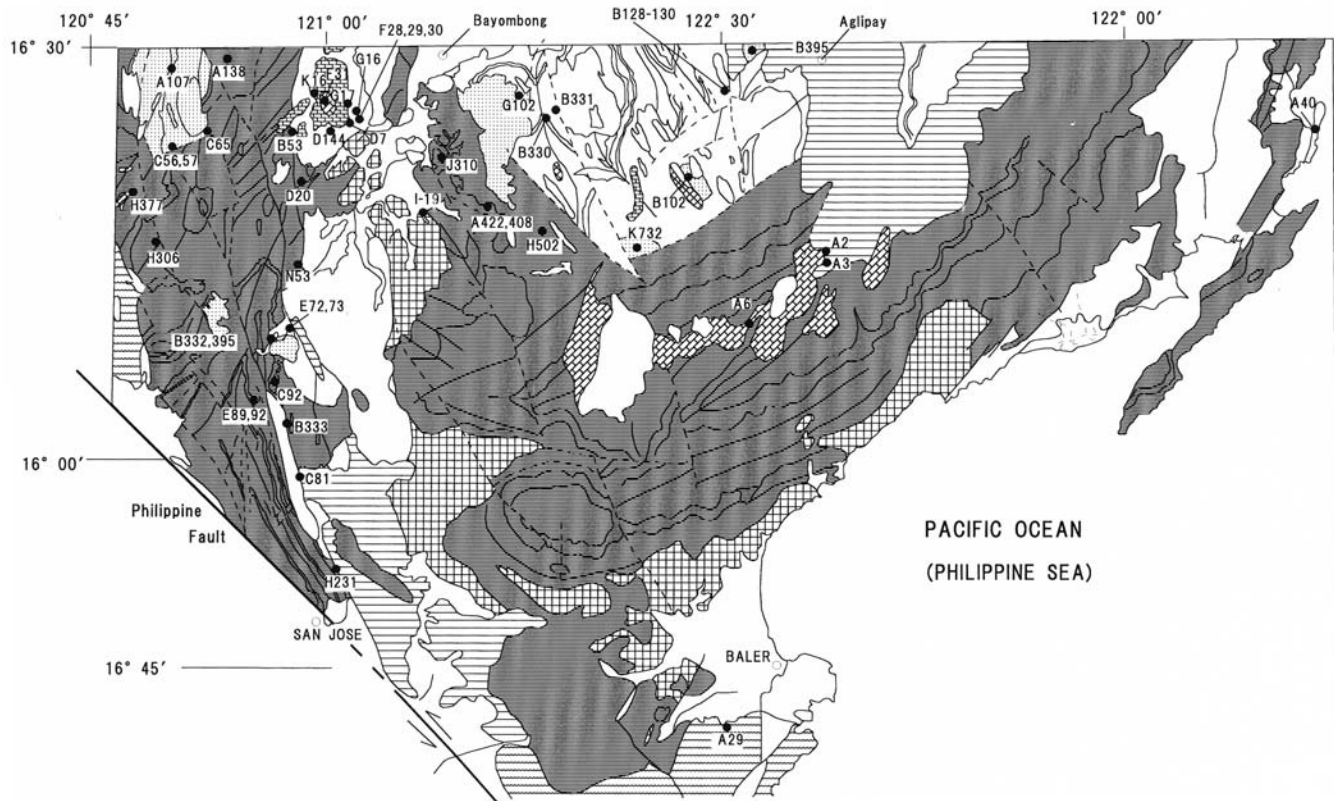 120° 45′
121° 00′
Bayombong
F28,29,30
B128-130
122° 30′
Aglipay
122° 00′
16° 30′
B395
G16
A107
A138
F31
G102
B331
A40
C65
B53
D144
D7
B330
C56,57
J310
H377
D20
I-19
B102
A422,408
H306
H502
K732
A2
A3
N53
E72,73
A6
B332,395
C92
E89,92
B333
16° 00′
C81
Philippine
Fault
PACIFIC OCEAN
(PHILIPPINE SEA)
H231
SAN JOSE
16° 45′
BALER
A29